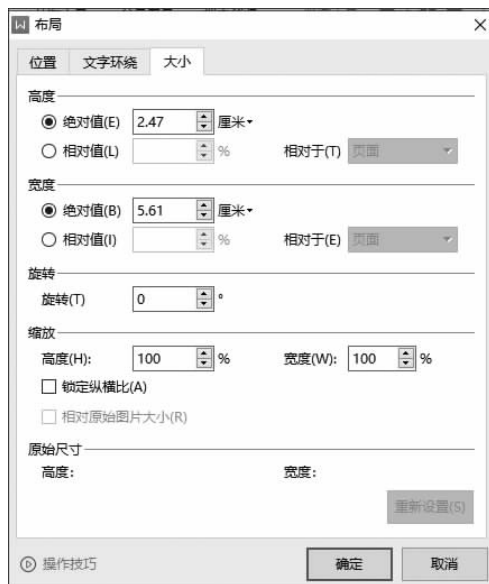 布局
位置 文字环绕 大小
高度
绝对值(E) 2.47 厘米
相对值(L) % 相对于(T) 页面
宽度
绝对值(B) 5.61 厘米
相对值(I) % 相对于(E) 页面
旋转
旋转(T) 0 °
缩放
高度(H): 100 % 宽度(W): 100 %
锁定纵横比(A)
相对原始图片大小(R)
原始尺寸
高度: 宽度:
重新设置(S)
操作技巧 确定 取消